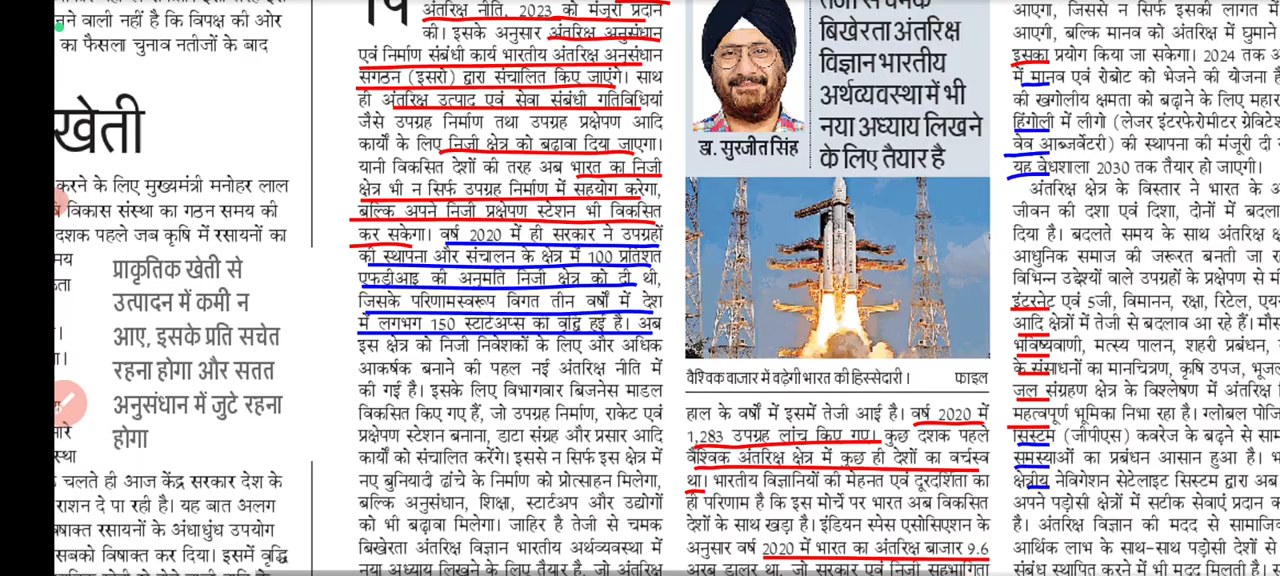 नने वाली नहीं है कि विपक्ष की ओर
का फैसला चुनाव नतीजों के बाद
खेती
करने के लिए मुख्यमंत्री मनोहर लाल
विकास संस्था का गठन समय की
दशक पहले जब कृषि में रसायनों का
प्राकृतिक खेती से
उत्पादन में कमी न
आए, इसके प्रति सचेत
रहना होगा और सतत
अनुसंधान में जुटे रहना
होगा
चलते ही आज केंद्र सरकार देश के
राशन दे पा रही है। यह बात अलग
षाक्त रसायनों के अंधाधुंध उपयोग
सबको विषाक्त कर दिया। इसमें वृद्धि
अंतरिक्ष नीति, 2023 को मंजूरी प्रदान
की। इसके अनुसार अंतरिक्ष अनुसंधान
एवं निर्माण संबंधी कार्य भारतीय अंतरिक्ष अनुसंधान
संगठन (इसरो) द्वारा संचालित किए जाएंगे। साथ
ही अंतरिक्ष उत्पाद एवं सेवा संबंधी गतिविधियां
जैसे उपग्रह निर्माण तथा उपग्रह प्रक्षेपण आदि
कार्यों के लिए निजी क्षेत्र को बढ़ावा दिया जाएगा।
यानी विकसित देशों की तरह अब भारत का निजी
क्षेत्र भी न सिर्फ उपग्रह निर्माण में सहयोग करेगा,
बल्कि अपने निजी प्रक्षेपण स्टेशन भी विकसित
कर सकेगा। वर्ष 2020 में ही सरकार ने उपग्रहों
की स्थापना और संचालन के क्षेत्र में 100 प्रतिशत
एफडीआइ की अनुमति निजी क्षेत्र को दी थी,
जिसके परिणामस्वरूप विगत तीन वर्षों में देश
में लगभग 150 स्टार्टअप्स की वृद्धि हुई है। अब
इस क्षेत्र को निजी निवेशकों के लिए और अधिक
आकर्षक बनाने की पहल नई अंतरिक्ष नीति में
की गई है। इसके लिए विभागवार बिजनेस माडल
विकसित किए गए हैं, जो उपग्रह निर्माण, राकेट एवं
प्रक्षेपण स्टेशन बनाना, डाटा संग्रह और प्रसार आदि
कार्यों को संचालित करेंगे। इससे न सिर्फ इस क्षेत्र में
नए बुनियादी ढांचे के निर्माण को प्रोत्साहन मिलेगा,
बल्कि अनुसंधान, शिक्षा, स्टार्टअप और उद्योगों
को भी बढ़ावा मिलेगा। जाहिर है तेजी से चमक
बिखेरता अंतरिक्ष विज्ञान भारतीय अर्थव्यवस्था में
नया अध्याय लिखने के लिए तैयार है, जो अंतरिक्ष
तेजी से चमक
बिखेरता अंतरिक्ष
विज्ञान भारतीय
अर्थव्यवस्था में भी
नया अध्याय लिखने
के लिए तैयार है
डा. सुरजीत सिंह
वैश्विक बाजार में बढ़ेगी भारत की हिस्सेदारी। फाइल
हाल के वर्षों में इसमें तेजी आई है। वर्ष 2020 में
1,283 उपग्रह लांच किए गए। कुछ दशक पहले
वैश्विक अंतरिक्ष क्षेत्र में कुछ ही देशों का वर्चस्व
था। भारतीय विज्ञानियों की मेहनत एवं दूरदर्शिता का
ही परिणाम है कि इस मोर्चे पर भारत अब विकसित
देशों के साथ खड़ा है। इंडियन स्पेस एसोसिएशन के
अनुसार वर्ष 2020 में भारत का अंतरिक्ष बाजार 9.6
अरब डालर था, जो सरकार एवं निजी सहभागिता
आएगा, जिससे न सिर्फ इसकी लागत में
आएगी, बल्कि मानव को अंतरिक्ष में घुमाने
इसका प्रयोग किया जा सकेगा। 2024 तक
में मानव एवं रोबोट को भेजने की योजना
की खगोलीय क्षमता को बढ़ाने के लिए
हिंगोली में लीगो (लेजर इंटरफेरोमीटर
वेव आब्जर्वेटरी) की स्थापना की मंजूरी दी
यह वेधशाला 2030 तक तैयार हो जाएगी।
अंतरिक्ष क्षेत्र के विस्तार ने भारत के
जीवन की दशा एवं दिशा, दोनों में
दिया है। बदलते समय के साथ अंतरिक्ष
आधुनिक समाज की जरूरत बनती जा
विभिन्न उद्देश्यों वाले उपग्रहों के प्रक्षेपण से
इंटरनेट एवं 5जी, विमानन, रक्षा, रिटेल,
आदि क्षेत्रों में तेजी से बदलाव आ रहे हैं।
भविष्यवाणी, मत्स्य पालन, शहरी प्रबंधन,
के संसाधनों का मानचित्रण, कृषि उपज,
जल संग्रहण क्षेत्र के विश्लेषण में अंतरिक्ष
महत्वपूर्ण भूमिका निभा रहा है। ग्लोबल
सिस्टम (जीपीएस) कवरेज के बढ़ने से
समस्याओं का प्रबंधन आसान हुआ है।
क्षेत्रीय नेविगेशन सेटेलाइट सिस्टम द्वारा
अपने पड़ोसी क्षेत्रों में सटीक सेवाएं प्रदान
है। अंतरिक्ष विज्ञान की मदद से
आर्थिक लाभ के साथ-साथ पड़ोसी देशों
संबंध स्थापित करने में भी मदद मिलती है।